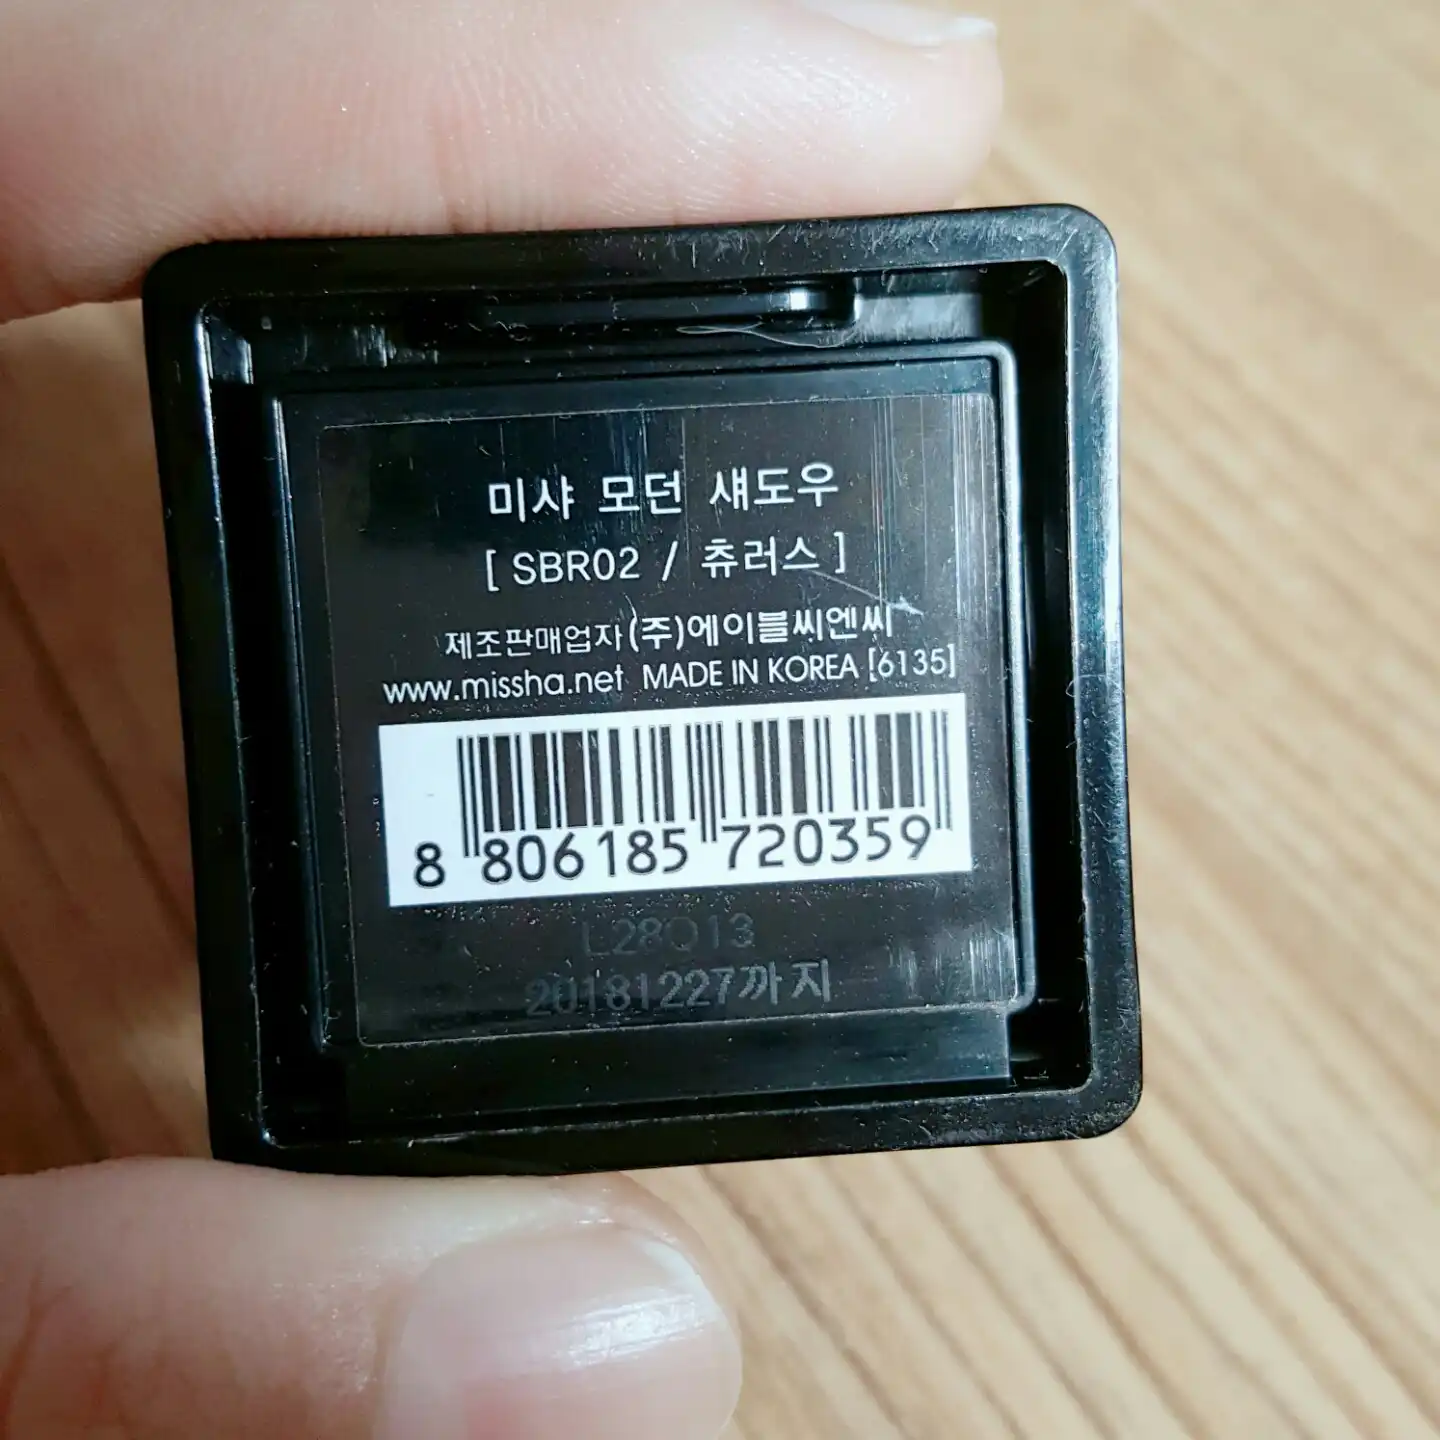 미샤 모던 섀도우
[ SBR02 / 츄러스 ]
제조판매업자(주)에이블씨엔씨
www.missha.net MADE IN KOREA [6135]
8 806185 720359
L28Q13
20181227까지